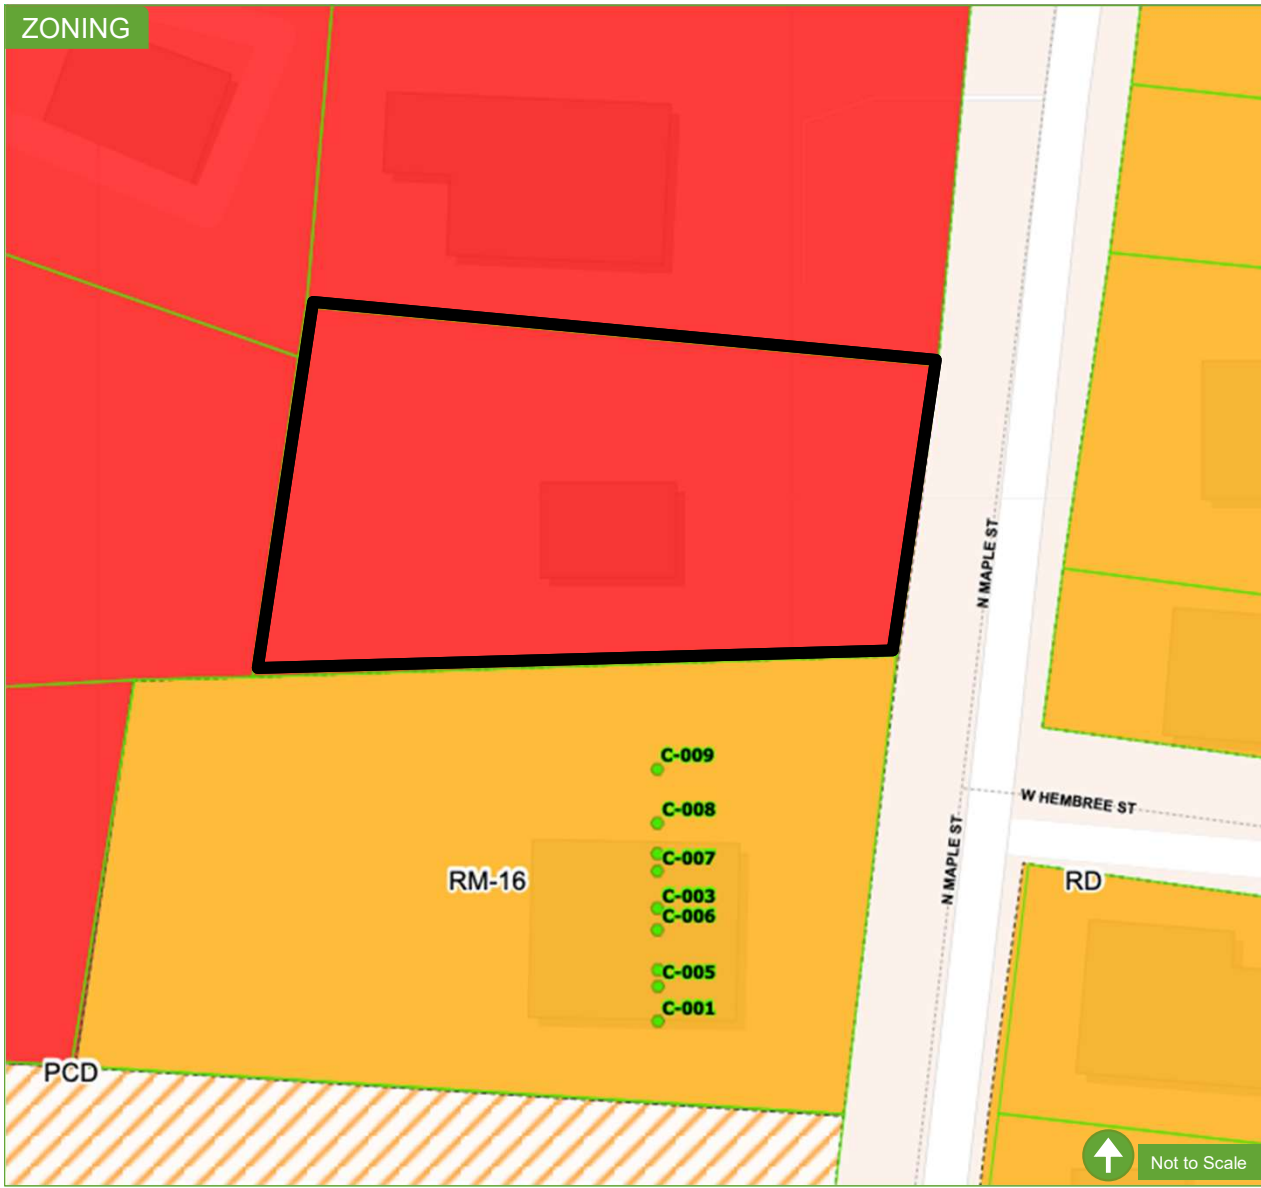 ZONING
N MAPLE ST
C-009
W HEMBREE ST
C-008
N MAPLE ST
C-007
RM-16
RD
C-003
C-006
C-005
C-001
PCD
Not to Scale